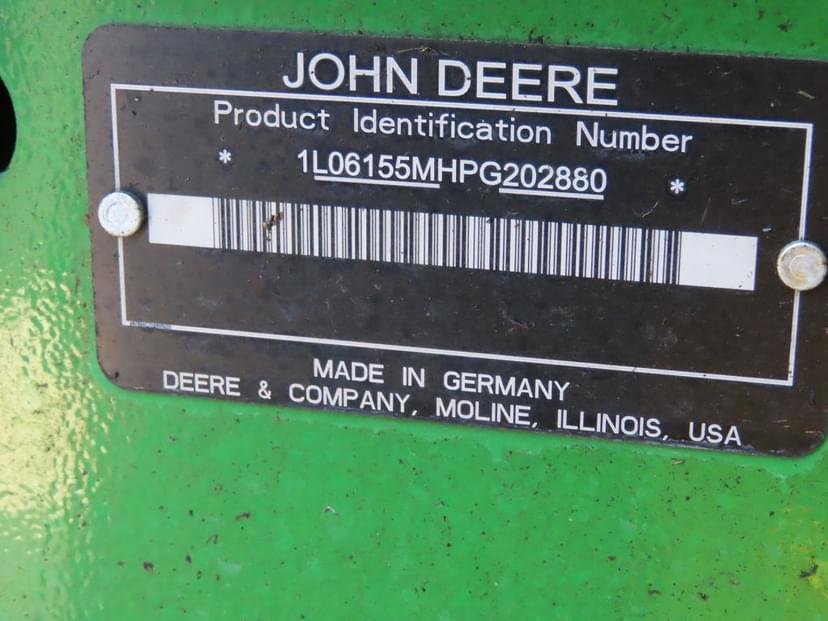 JOHN DEERE
Product Identification Number
* 1L06155MHPG202880 *
MADE IN GERMANY
DEERE & COMPANY, MOLINE, ILLINOIS, USA